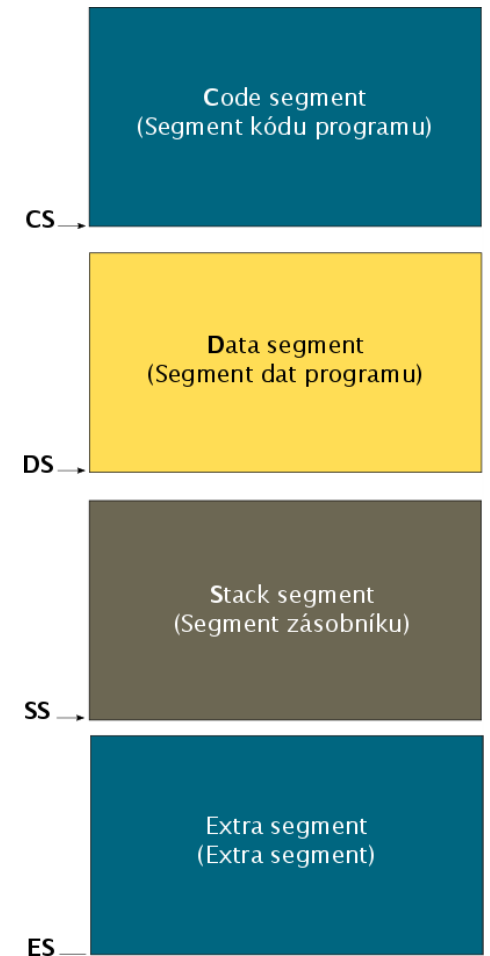 Code segment
(Segment kódu programu)
CS
Data segment
(Segment dat programu)
DS
Stack segment
(Segment zásobníku)
SS
Extra segment
(Extra segment)
ES